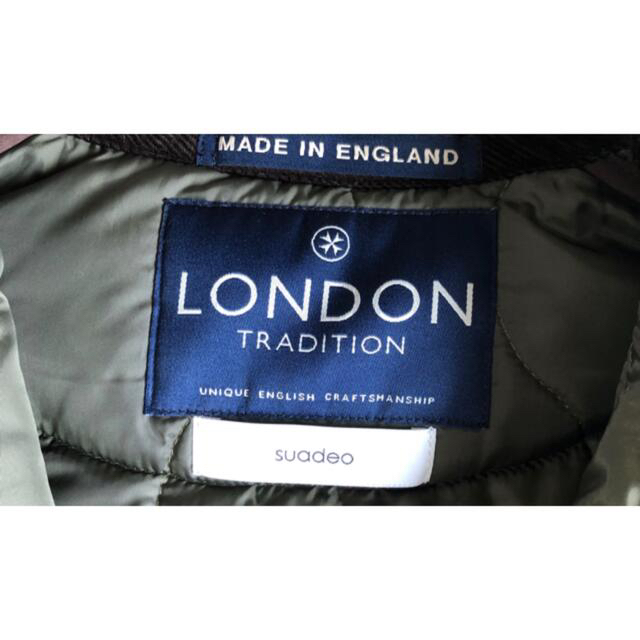 MADE IN ENGLAND
LONDON
TRADITION
UNIQUE ENGLISH CRAFTSMANSHIP
suadeo